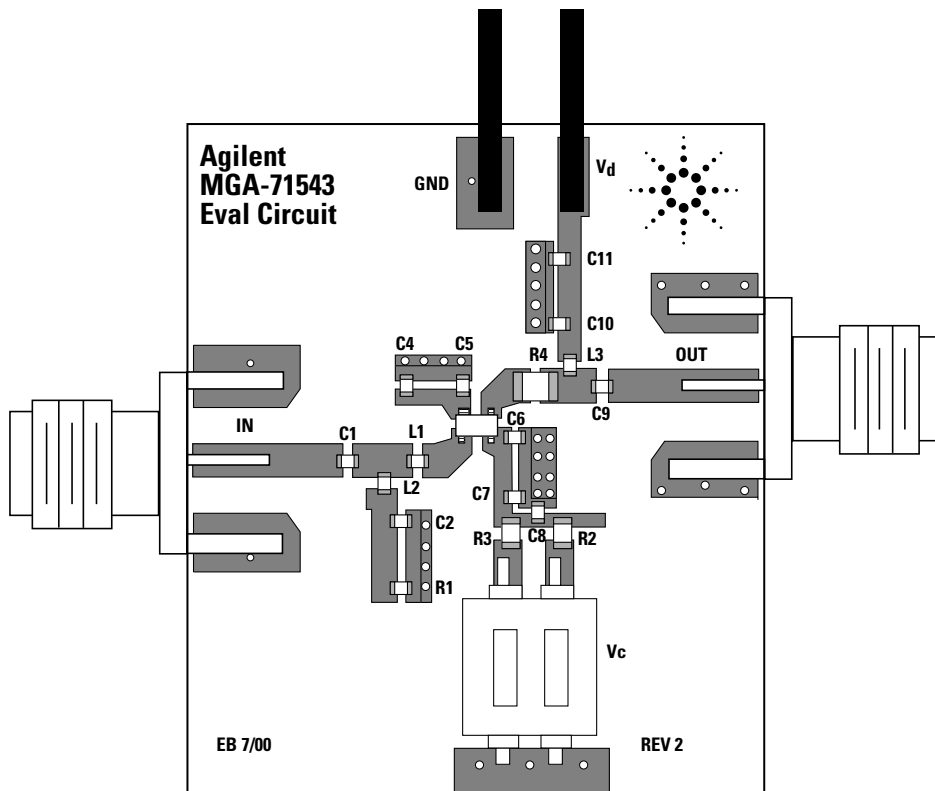 Agilent
MGA-71543
Eval Circuit
GND
Vd
C11
C10
C4
C5
R4
L3
OUT
C9
IN
C1
L1
C6
L2
C7
C2
R3
C8
R2
R1
Vc
EB 7/00
REV 2